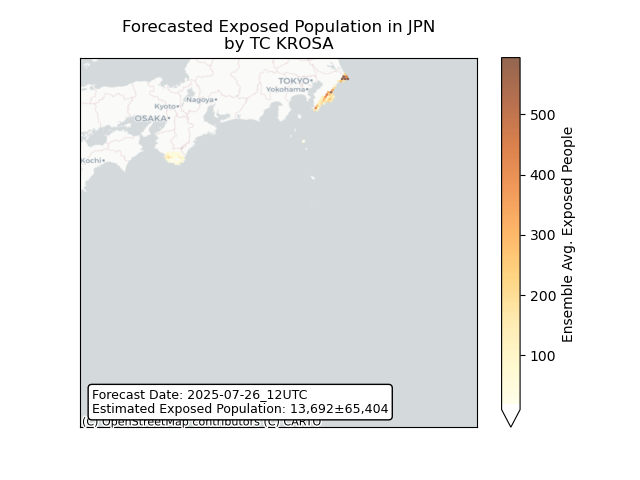 Forecasted Exposed Population in JPN
by TC KROSA
TOKYO
Yokohama
Nagoya
Kyoto
OSAKA
Kochi
500
400
300
200
100
Ensemble Avg. Exposed People
Forecast Date: 2025-07-26_12UTC
Estimated Exposed Population: 13,692±65,404
(C) OpenStreetMap contributors (C) CARTO